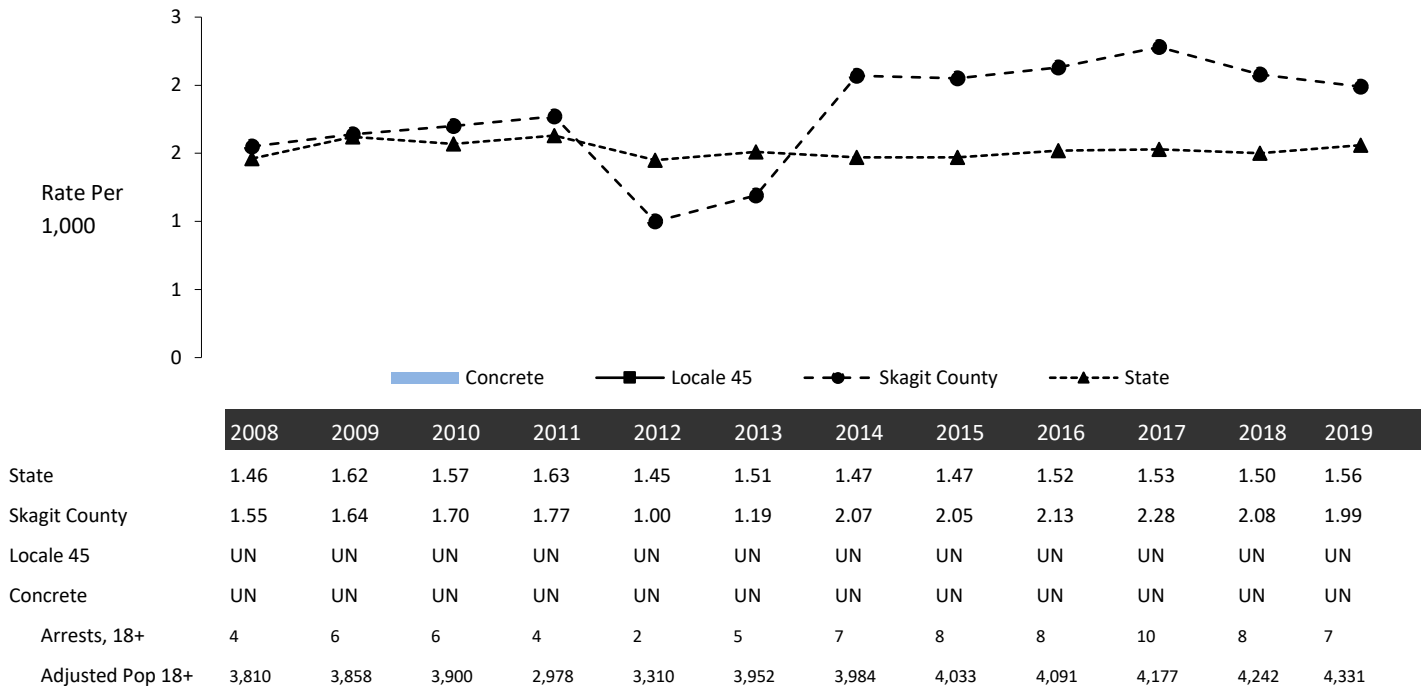 3
2
2
Rate Per
1,000
1
1
0
Concrete Locale 45 Skagit County State
2008 2009 2010 2011 2012 2013 2014 2015 2016 2017 2018 2019
State 1.46 1.62 1.57 1.63 1.45 1.51 1.47 1.47 1.52 1.53 1.50 1.56
Skagit County 1.55 1.64 1.70 1.77 1.00 1.19 2.07 2.05 2.13 2.28 2.08 1.99
Locale 45 UN UN UN UN UN UN UN UN UN UN UN UN
Concrete UN UN UN UN UN UN UN UN UN UN UN UN
Arrests, 18+ 4 6 6 4 2 5 7 8 8 10 8 7
Adjusted Pop 18+ 3,810 3,858 3,900 2,978 3,310 3,952 3,984 4,033 4,091 4,177 4,242 4,331